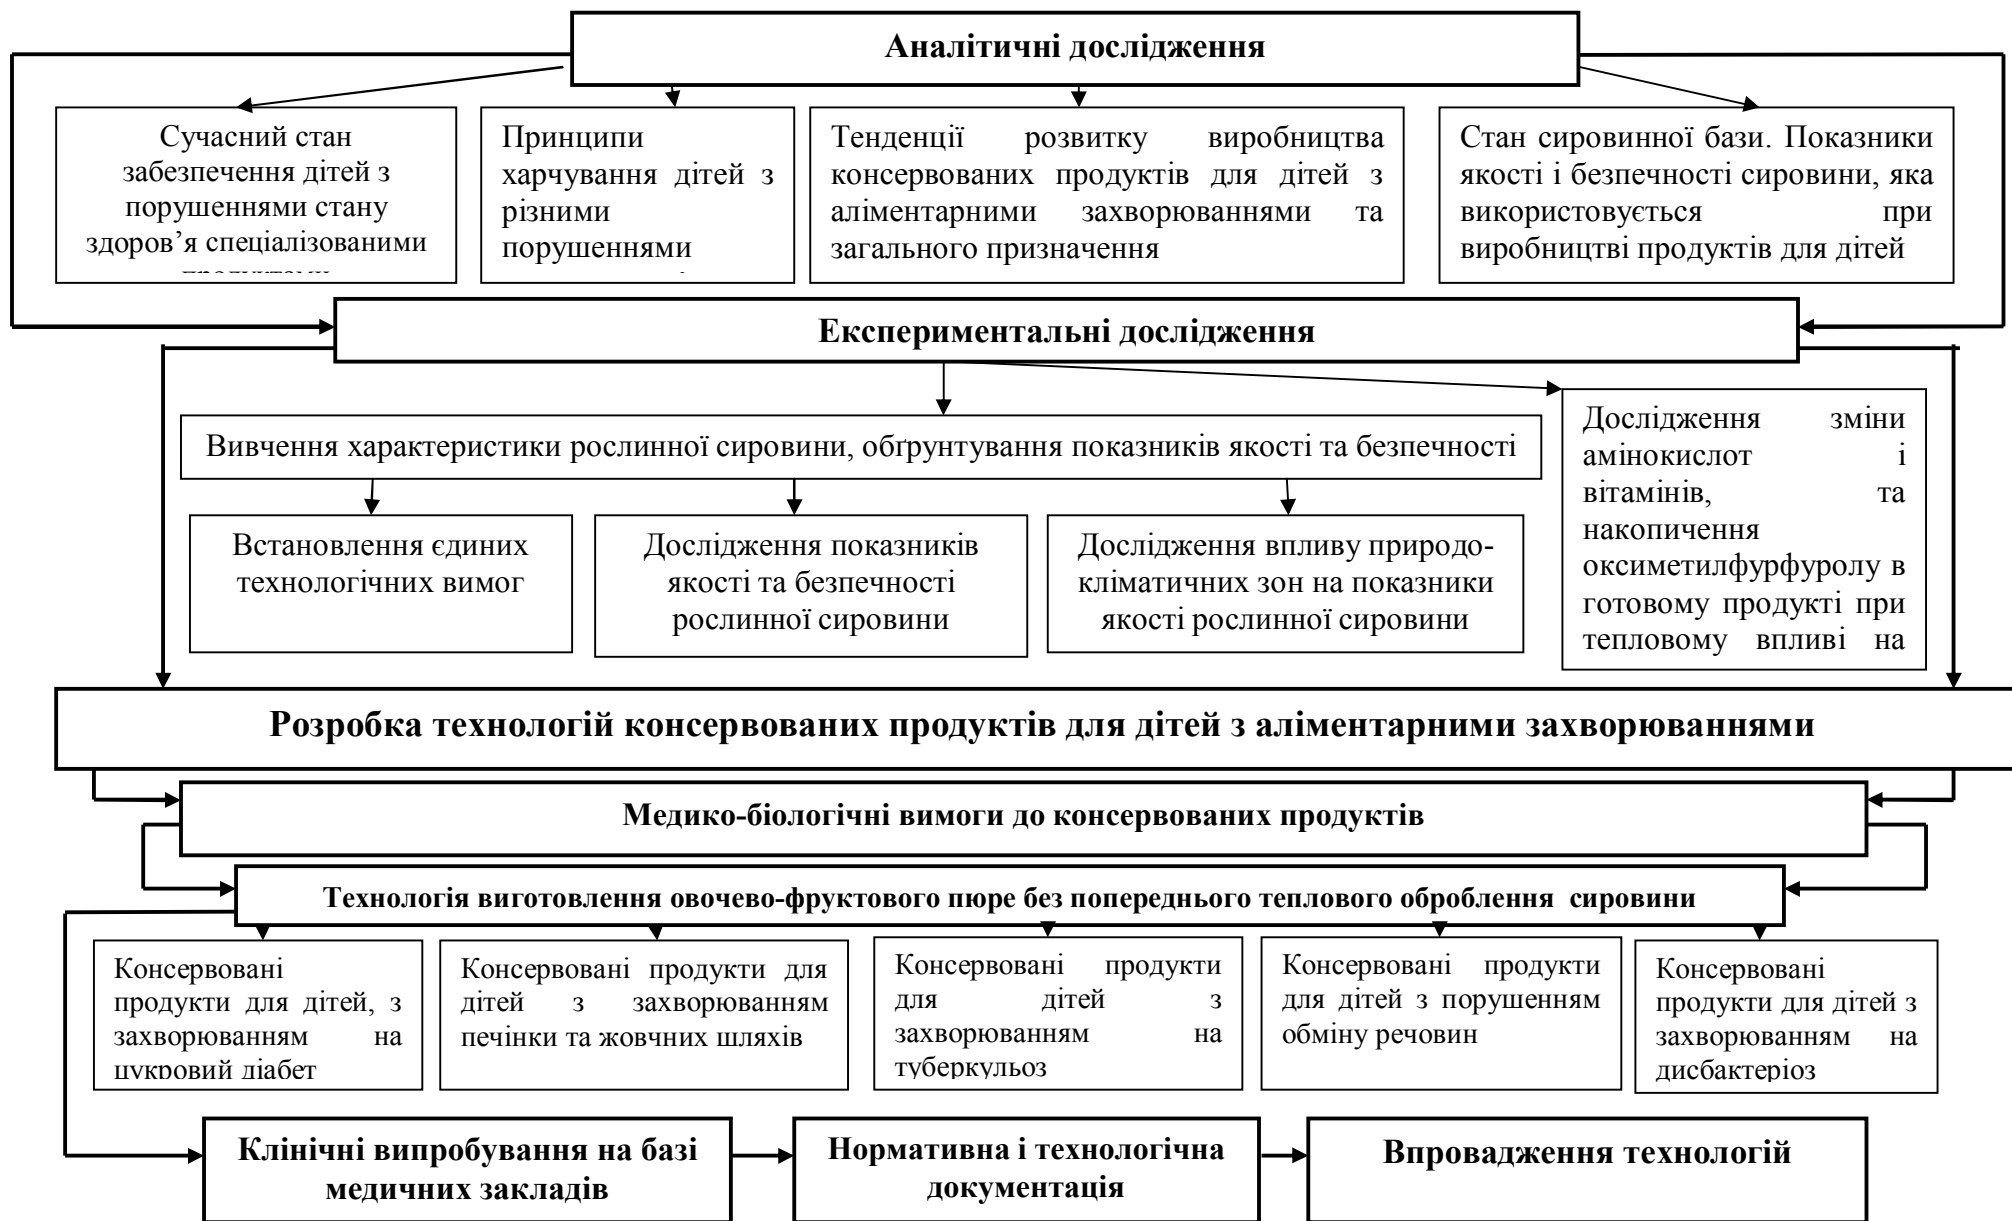 Аналітичні дослідження
Сучасний стан
забезпечення дітей з
порушеннями стану
здоров’я спеціалізованими
продуктами
Принципи
харчування дітей з
різними
порушеннями
Тенденції розвитку виробництва
консервованих продуктів для дітей з
аліментарними захворюваннями та
загального призначення
Стан сировинної бази. Показники
якості і безпечності сировини, яка
використовується при
виробництві продуктів для дітей
Експериментальні дослідження
Вивчення характеристики рослинної сировини, обґрунтування показників якості та безпечності
Дослідження зміни
амінокислот і
вітамінів, та
накопичення
оксиметилфурфуролу в
готовому продукті при
тепловому впливі на
Встановлення єдиних
технологічних вимог
Дослідження показників
якості та безпечності
рослинної сировини
Дослідження впливу природо-
кліматичних зон на показники
якості рослинної сировини
Розробка технологій консервованих продуктів для дітей з аліментарними захворюваннями
Медико-біологічні вимоги до консервованих продуктів
Технологія виготовлення овочево-фруктового пюре без попереднього теплового оброблення сировини
Консервовані
продукти для дітей, з
захворюванням на
цукровий діабет
Консервовані продукти для
дітей з захворюванням
печінки та жовчних шляхів
Консервовані продукти
для дітей з
захворюванням на
туберкульоз
Консервовані продукти
для дітей з порушенням
обміну речовин
Консервовані
продукти для дітей з
захворюванням на
дисбактеріоз
Клінічні випробування на базі
медичних закладів
Нормативна і технологічна
документація
Впровадження технологій